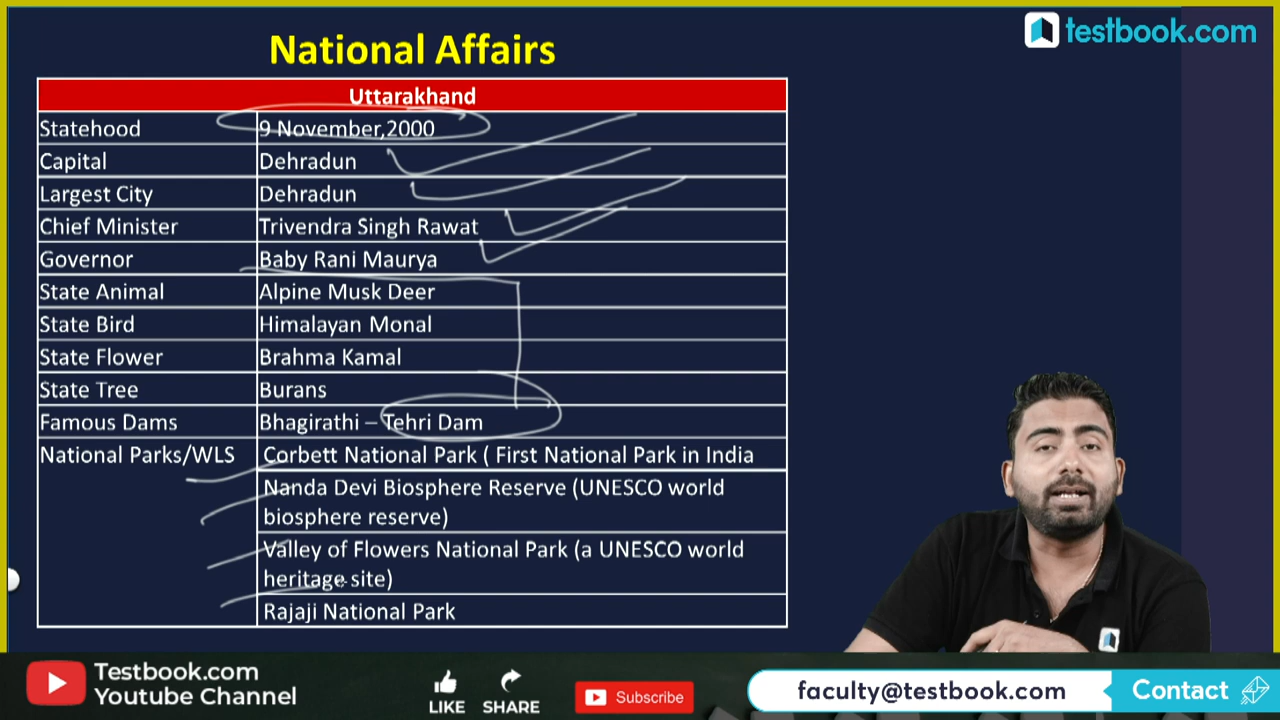 National Affairs
testbook.com
Uttarakhand
Statehood 9 November,2000
Capital Dehradun
Largest City Dehradun
Chief Minister Trivendra Singh Rawat
Governor Baby Rani Maurya
State Animal Alpine Musk Deer
State Bird Himalayan Monal
State Flower Brahma Kamal
State Tree Burans
Famous Dams Bhagirathi – Tehri Dam
National Parks/WLS Corbett National Park ( First National Park in India
Nanda Devi Biosphere Reserve (UNESCO world
biosphere reserve)
Valley of Flowers National Park (a UNESCO world
heritage site)
Rajaji National Park
Testbook.com
Youtube Channel
LIKE
SHARE
Subscribe
faculty@testbook.com
Contact